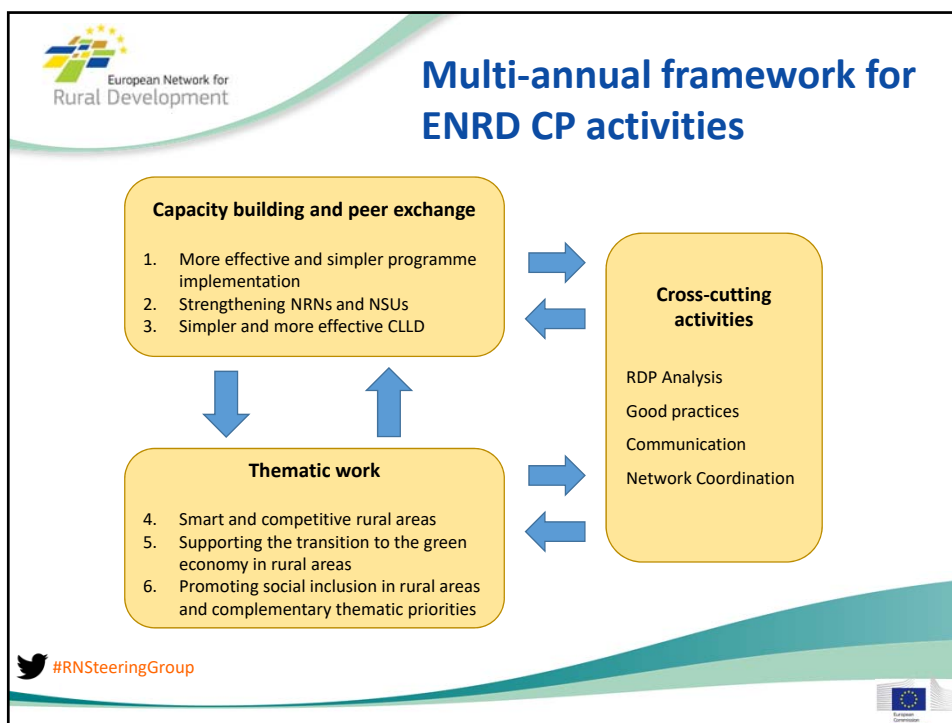 European Network for
Rural Development
Multi-annual framework for
ENRD CP activities
Capacity building and peer exchange
1. More effective and simpler programme
implementation
2. Strengthening NRNs and NSUs
3. Simpler and more effective CLLD
Cross-cutting
activities
RDP Analysis
Good practices
Communication
Network Coordination
Thematic work
4. Smart and competitive rural areas
5. Supporting the transition to the green
economy in rural areas
6. Promoting social inclusion in rural areas
and complementary thematic priorities
#RNSteeringGroup
European
Commission